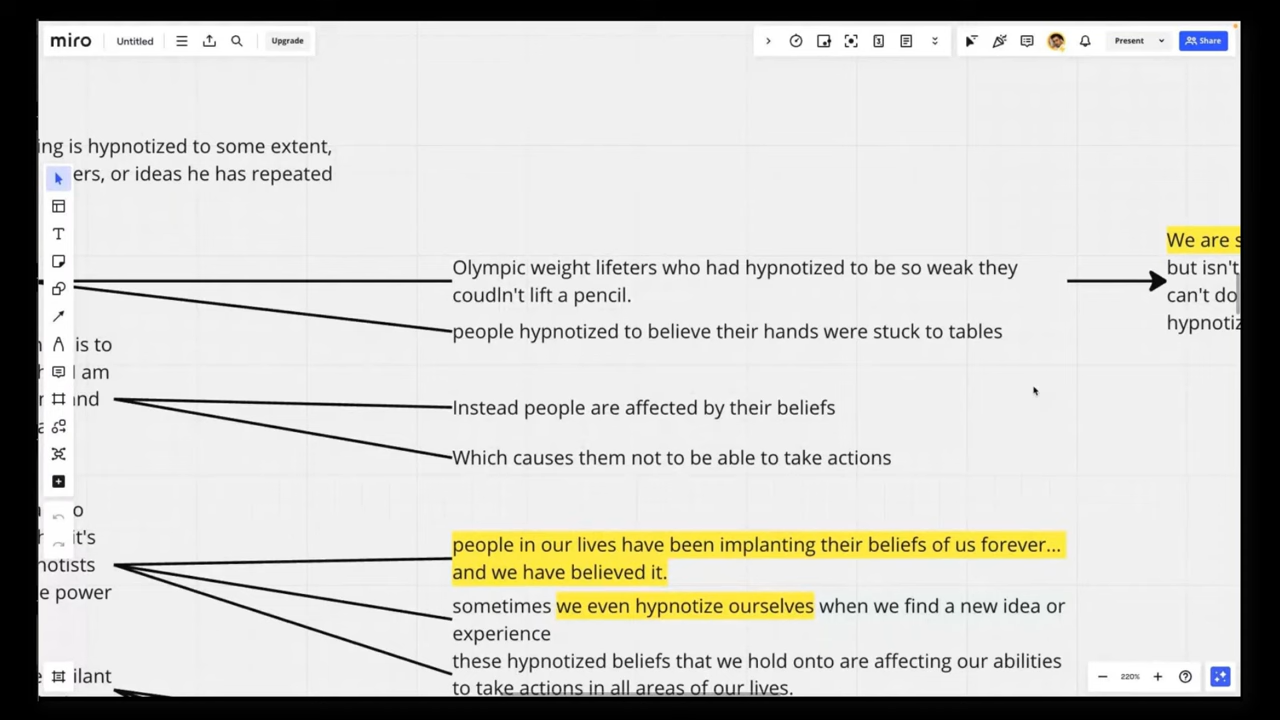 miro
Untitled
Upgrade
Present
Share
ing is hypnotized to some extent,
ers, or ideas he has repeated
We are s
Olympic weight lifeters who had hypnotized to be so weak they
but isn't
coudln't lift a pencil.
can't do
people hypnotized to believe their hands were stuck to tables
hypnotiz
is to
I am
and
Instead people are affected by their beliefs
Which causes them not to be able to take actions
o
it's
notists
e power
people in our lives have been implanting their beliefs of us forever...
and we have believed it.
sometimes we even hypnotize ourselves when we find a new idea or
experience
these hypnotized beliefs that we hold onto are affecting our abilities
to take actions in all areas of our lives.
ilant
220%